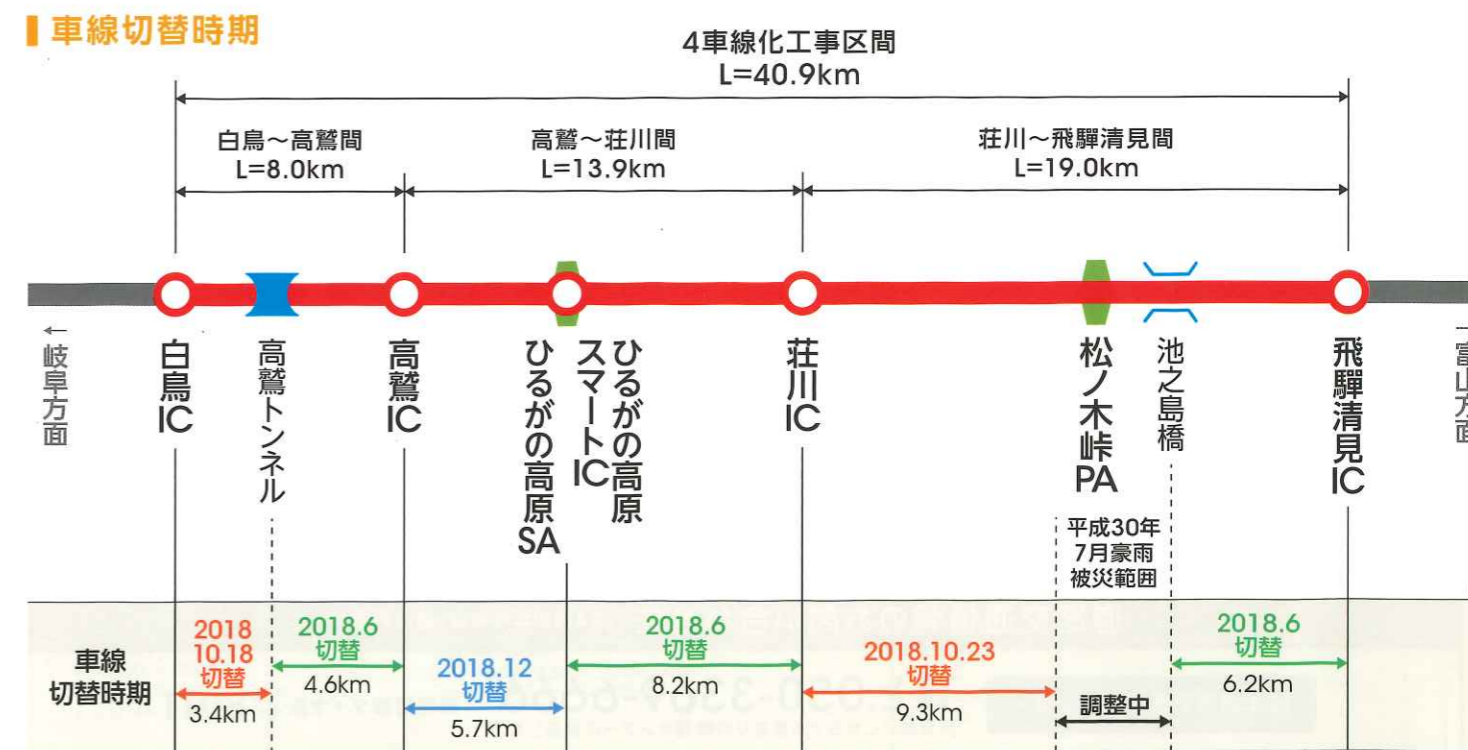 車線切替時期
4車線化工事区間
L=40.9km
白鳥～高鷲間
L=8.0km
高鷲～荘川間
L=13.9km
荘川～飛驒清見間
L=19.0km
←岐阜方面
白鳥IC
高鷲トンネル
高鷲IC
ひるがの高原SA
ひるがの高原
スマートIC
荘川IC
松ノ木峠PA
池之島橋
飛驒清見IC
富山方面
平成30年
7月豪雨
被災範囲
車線
切替時期
2018
10.18
切替
3.4km
2018.6
切替
4.6km
2018.12
切替
5.7km
2018.6
切替
8.2km
2018.10.23
切替
9.3km
調整中
2018.6
切替
6.2km